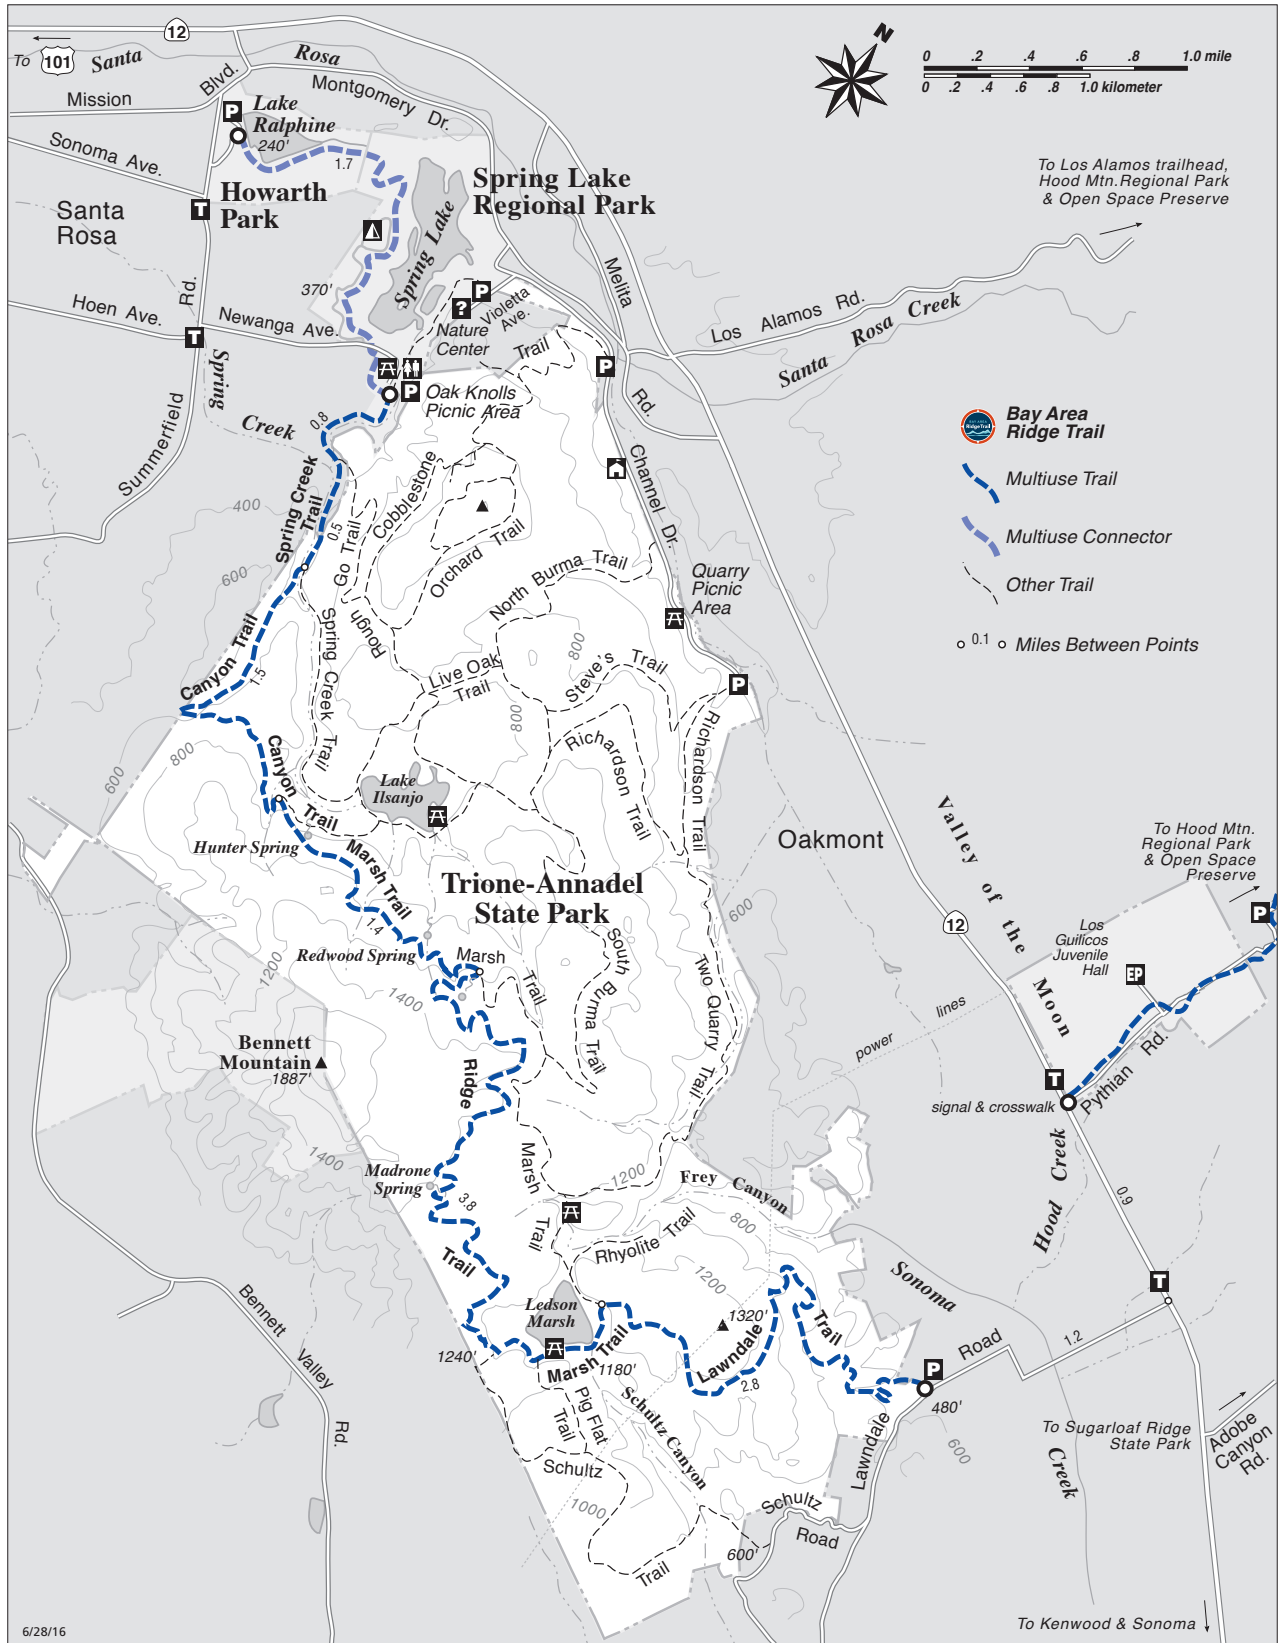 12
To 101
Santa
Rosa
Mission
Blvd.
Montgomery Dr.
P
Lake
Ralphine
240'
1.7
Sonoma Ave.
Howarth
Park
T
Santa
Rosa
Spring Lake
Regional Park
Spring Lake
370'
Hoen Ave.
Rd.
Newanga Ave.
T
P
?
Violetta
Ave.
Nature
Center
Trail
P
Melita
Rd.
Los Alamos Rd.
Santa Rosa Creek
N
0 .2 .4 .6 .8 1.0 mile
0 .2 .4 .6 .8 1.0 kilometer
To Los Alamos trailhead,
Hood Mtn.Regional Park
& Open Space Preserve
Bay Area
Ridge Trail
Multiuse Trail
Multiuse Connector
Other Trail
0.1 Miles Between Points
P
Oak Knolls
Picnic Area
Spring
Creek
Summerfield
0.8
400
600
Spring Creek
Trail
0.5
Go Trail
Rough
Cobblestone
Orchard Trail
Channel Dr.
North Burma Trail
Quarry
Picnic
Area
P
Canyon Trail
1.5
Spring Creek Trail
Live Oak
Trail
800
Steve's Trail
800
Richardson Trail
Richardson Trail
600
800
Canyon
Trail
Lake
Ilsanjo
Hunter Spring
Marsh Trail
1.4
Redwood Spring
Trione-Annadel
State Park
Oakmont
600
Valley of the Moon
12
To Hood Mtn.
Regional Park
& Open Space
Preserve
P
Los
Guilicos
Juvenile
Hall
EP
1200
Marsh
Trail
1400
South Burma Trail
Two Quarry Trail
power lines
Bennett
Mountain
1887'
Ridge
T
signal & crosswalk
Pythian Rd.
1400
Madrone
Spring
3.8
Trail
Marsh
Trail
1200
Frey Canyon
800
Rhyolite Trail
1200
Hood Creek
0.9
T
Sonoma
Creek
Bennett Valley Rd.
Ledson
Marsh
1320'
1240'
Marsh Trail
1180'
Lawndale
Trail
2.8
P
480'
Road
1.2
Pig Flat
Trail
Schultz Canyon
Schultz
1000
Trail
Lawndale
600
To Sugarloaf Ridge
State Park
Adobe
Canyon
Rd.
Schultz
Road
600'
To Kenwood & Sonoma
6/28/16